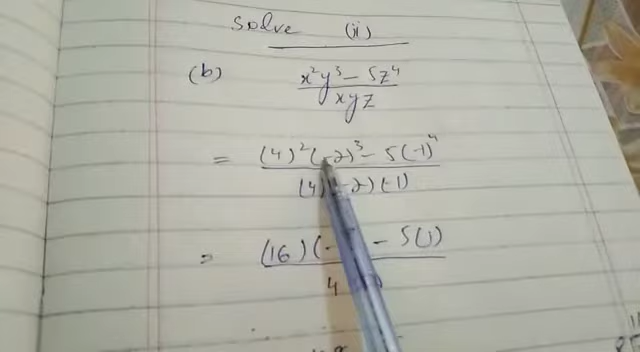 Solve (ii)
(b) x²y³ - 5z⁴
xyz
= (4)²(-2)³ - 5(-1)⁴
(4)(-2)(-1)
= (16)(- - 5(1)
4